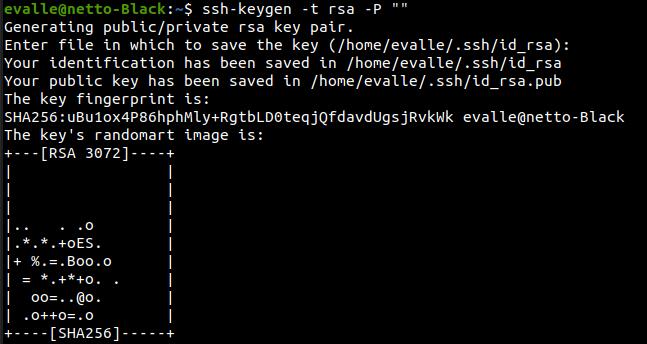 evalle@netto-Black:~$ ssh-keygen -t rsa -P ""
Generating public/private rsa key pair.
Enter file in which to save the key (/home/evalle/.ssh/id_rsa):
Your identification has been saved in /home/evalle/.ssh/id_rsa
Your public key has been saved in /home/evalle/.ssh/id_rsa.pub
The key fingerprint is:
SHA256:uBu1ox4P86hphMly+RgtbLD0teqjQfdavdUgsjRvkWk evalle@netto-Black
The key's randomart image is:
+---[RSA 3072]----+
|                 |
|                 |
|                 |
|..   . .o        |
|.*.*.+oES.       |
|+ %.=.Boo.o      |
| = *.+*+o. .     |
|  oo=..@o.       |
| .o++o=.o        |
+----[SHA256]-----+